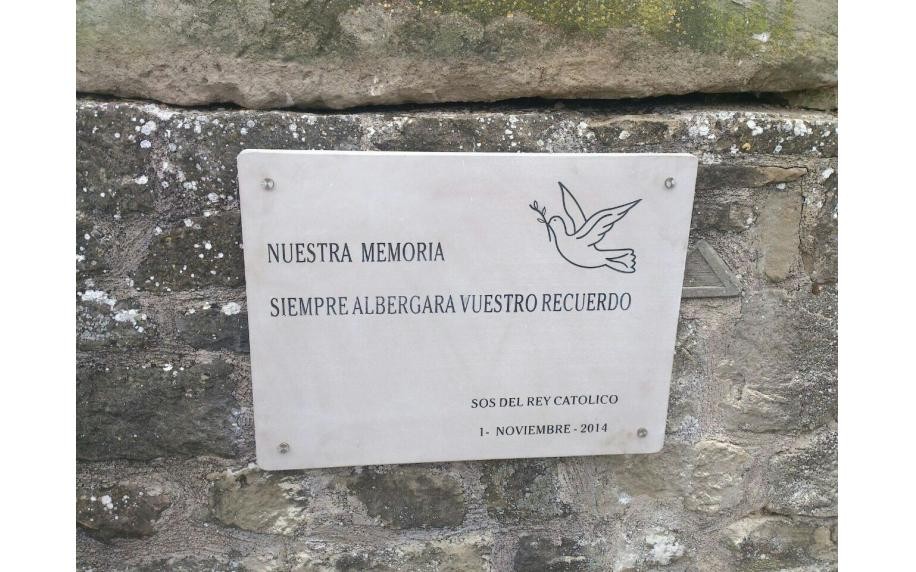 NUESTRA MEMORIA
SIEMPRE ALBERGARA VUESTRO RECUERDO
SOS DEL REY CATOLICO
1- NOVIEMBRE - 2014